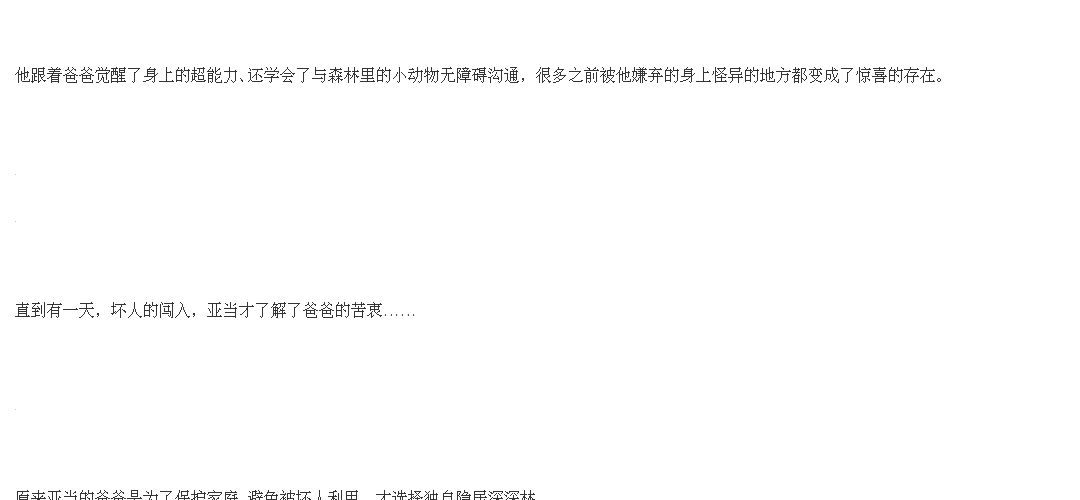 他跟着爸爸觉醒了身上的超能力、还学会了与森林里的小动物无障碍沟通，很多之前被他嫌弃的身上怪异的地方都变成了惊喜的存在。
直到有一天，坏人的闯入，亚当才了解了爸爸的苦衷……
原来亚当的爸爸是为了保护家庭，避免被坏人利用，才选择独自隐居深深林